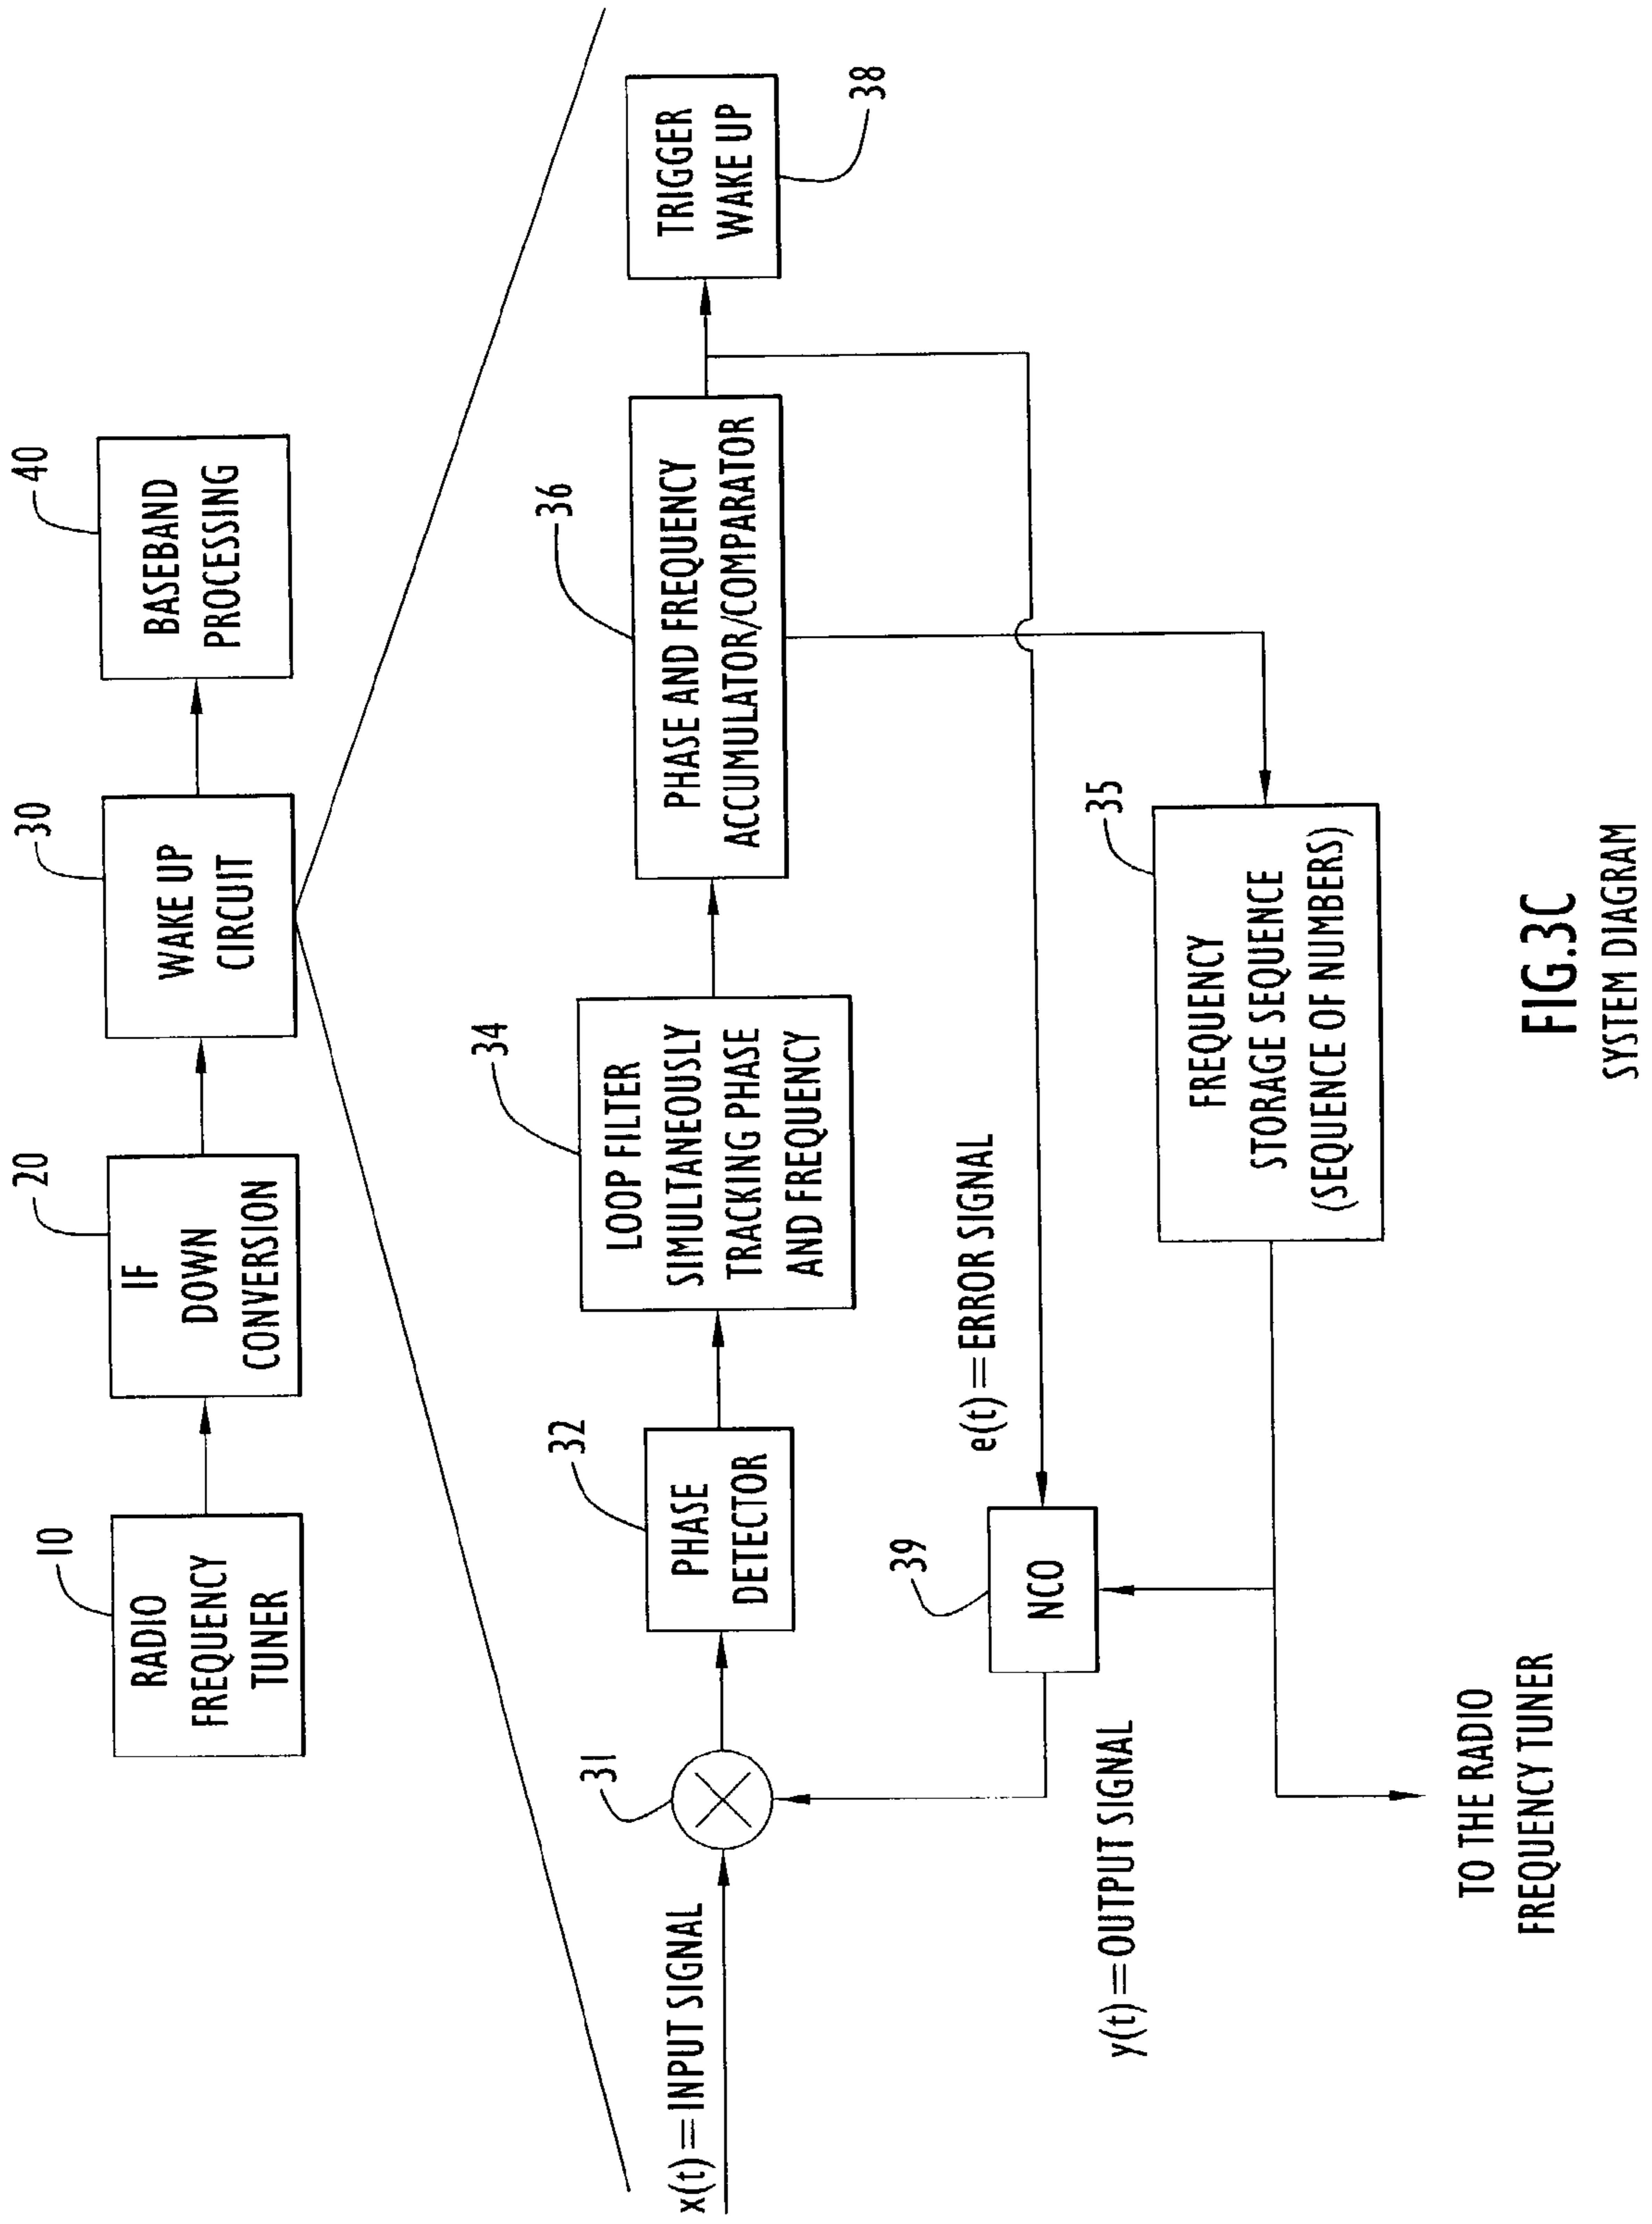 10
RADIO
FREQUENCY
TUNER
20
IF
DOWN
CONVERSION
30
WAKE UP
CIRCUIT
40
BASEBAND
PROCESSING
x(t)=INPUT SIGNAL
31
32
PHASE
DETECTOR
34
LOOP FILTER
SIMULTANEOUSLY
TRACKING PHASE
AND FREQUENCY
36
PHASE AND FREQUENCY
ACCUMULATOR/COMPARATOR
TRIGGER
WAKE UP
38
y(t)=OUTPUT SIGNAL
39
NCO
e(t)=ERROR SIGNAL
35
FREQUENCY
STORAGE SEQUENCE
(SEQUENCE OF NUMBERS)
TO THE RADIO
FREQUENCY TUNER
FIG.3C
SYSTEM DIAGRAM